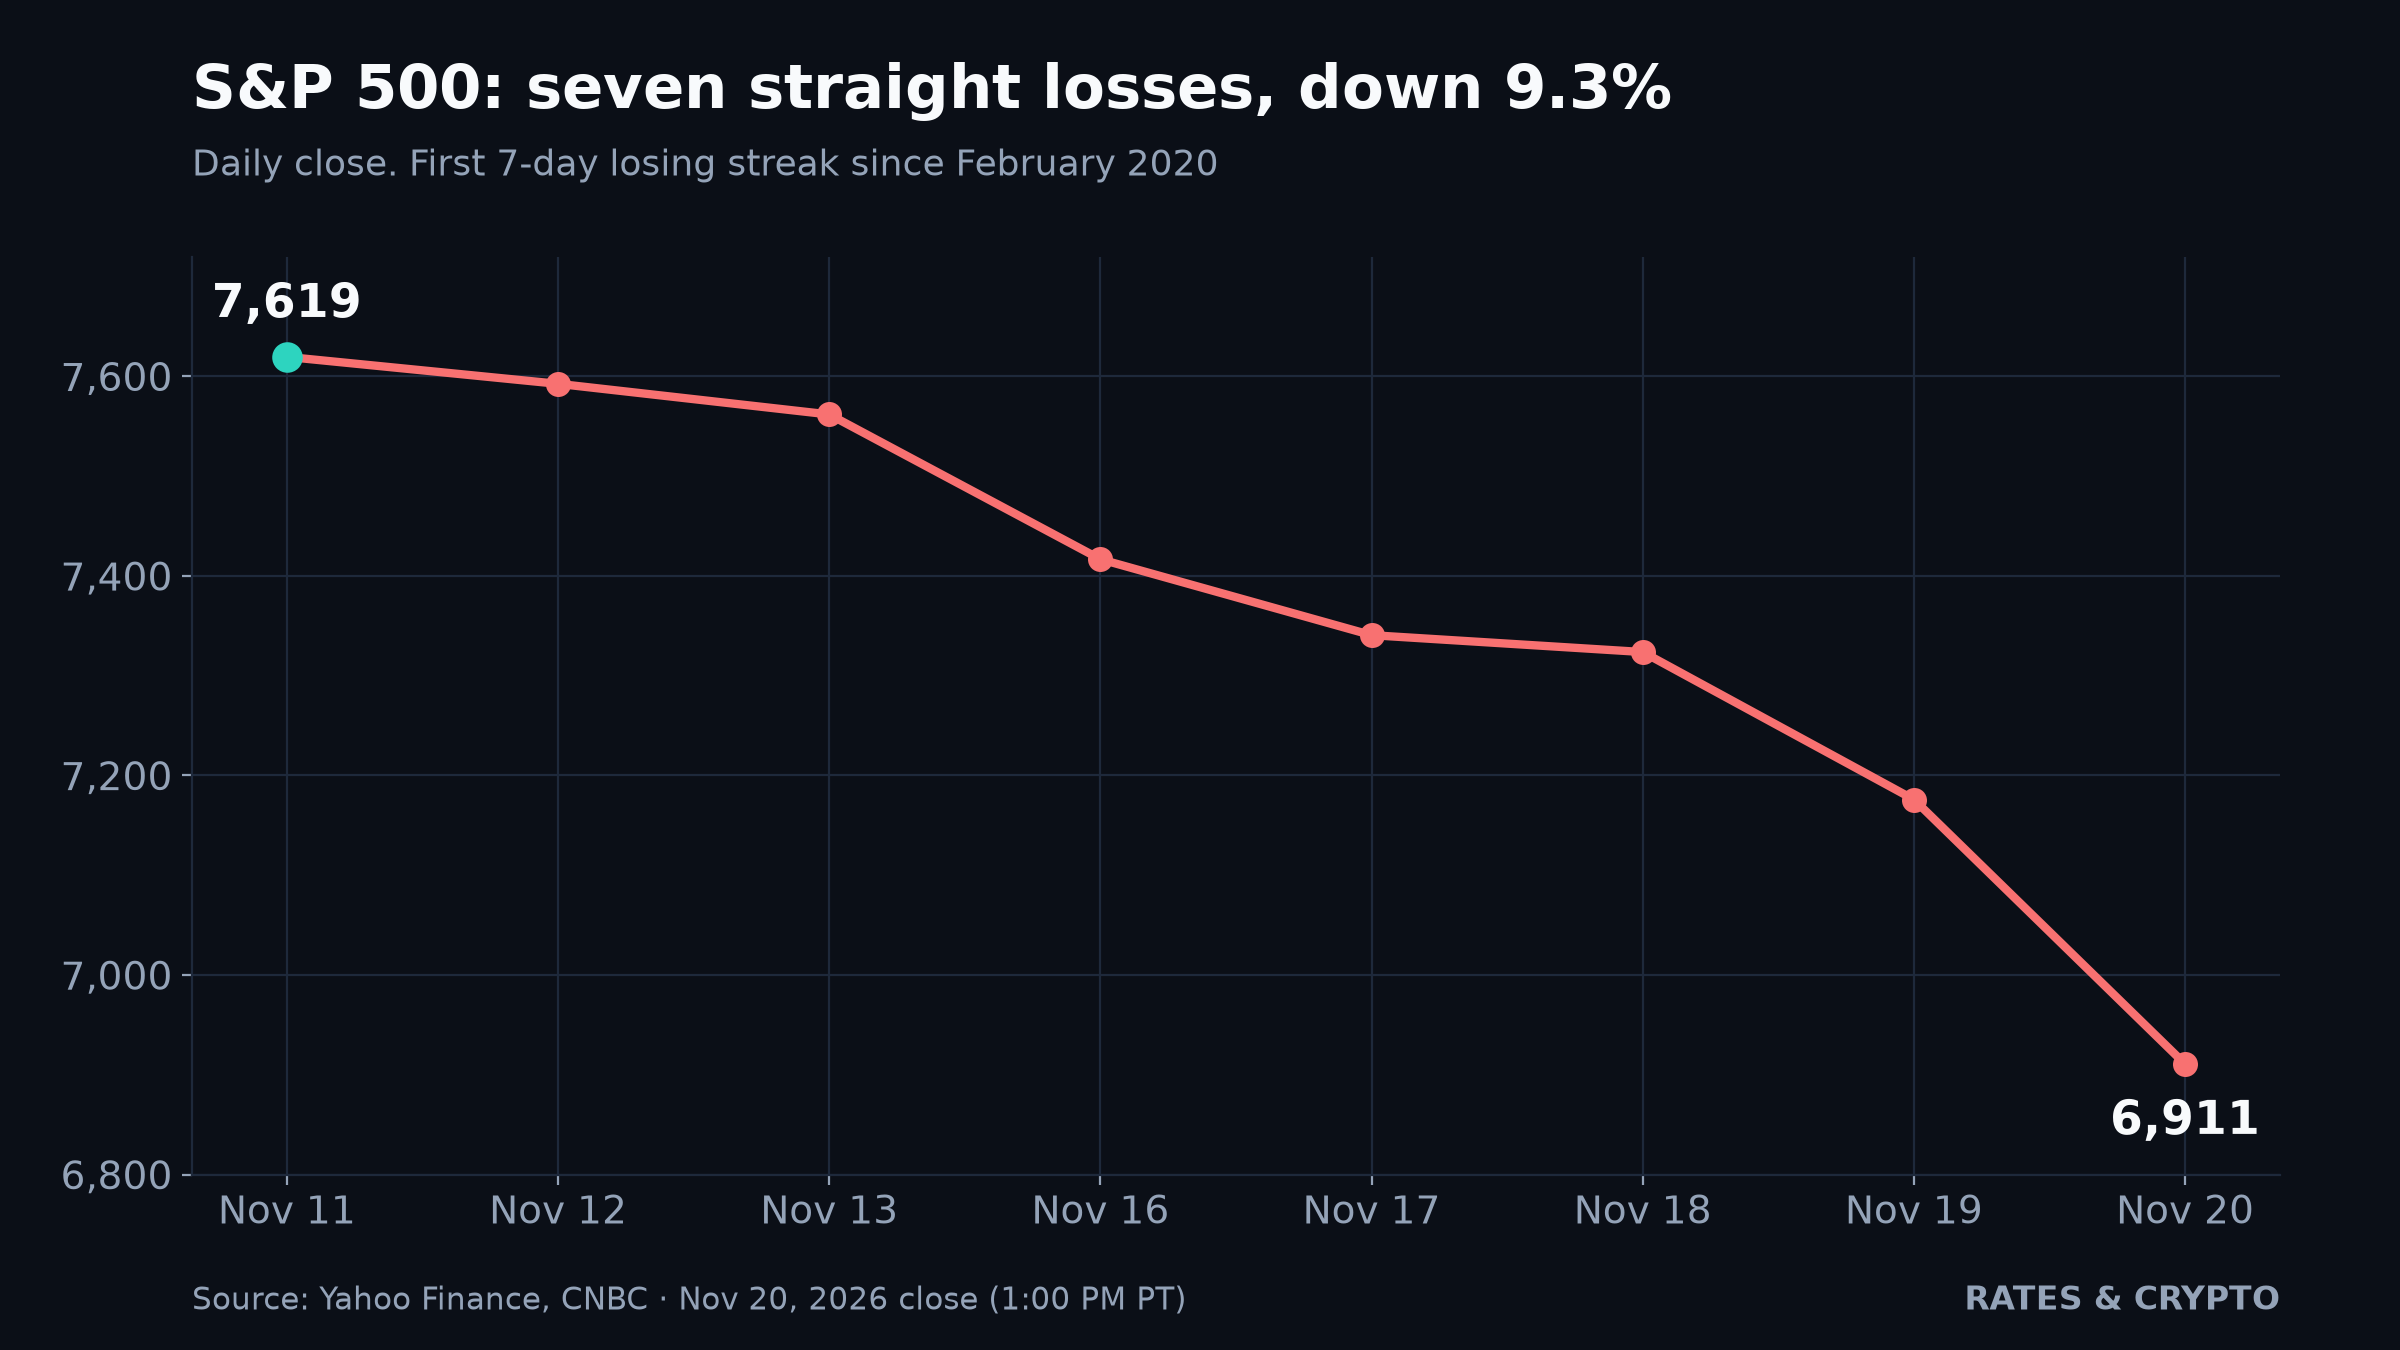 S&P 500: seven straight losses, down 9.3%
Daily close. First 7-day losing streak since February 2020
7,619
7,600
7,400
7,200
7,000
6,911
6,800
Nov 11 Nov 12 Nov 13 Nov 16 Nov 17 Nov 18 Nov 19 Nov 20
Source: Yahoo Finance, CNBC · Nov 20, 2026 close (1:00 PM PT)
RATES & CRYPTO